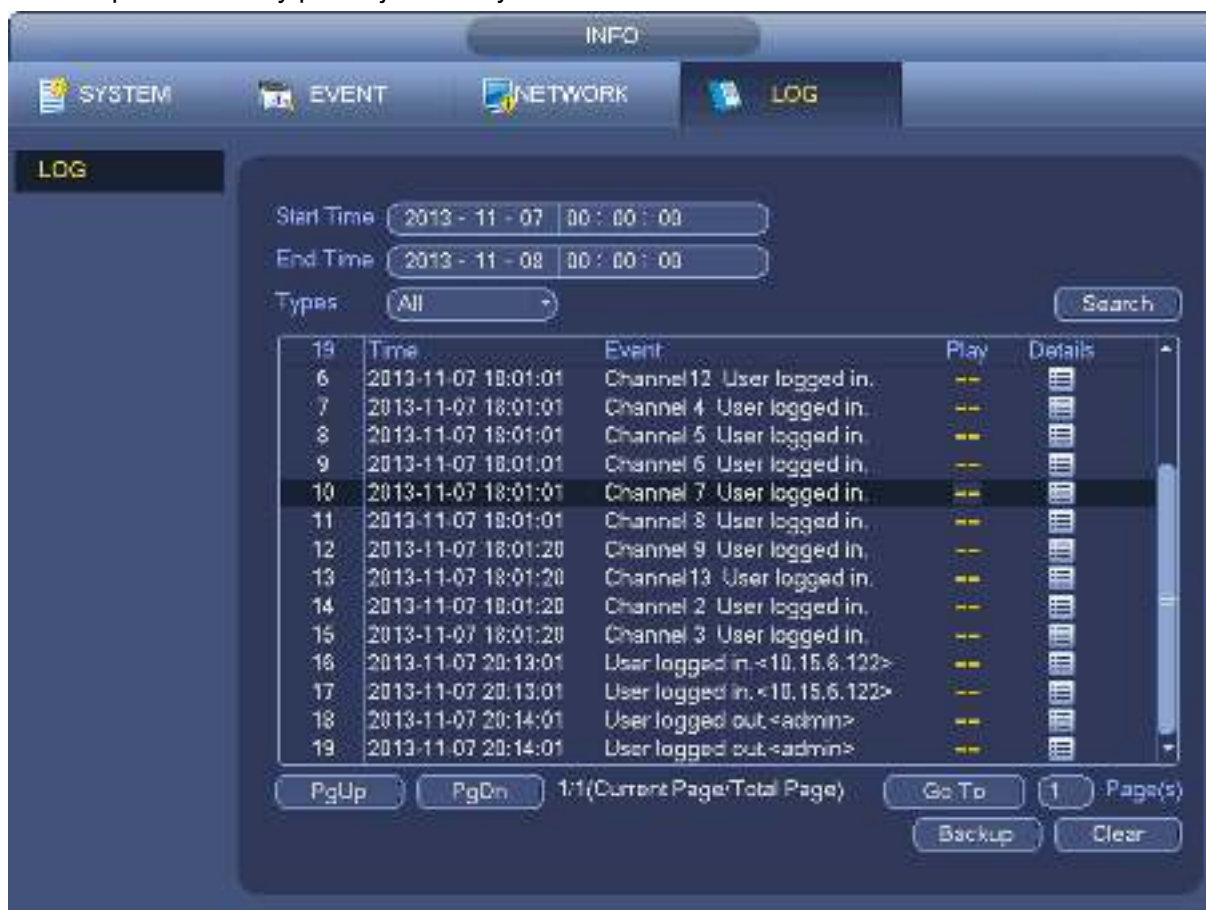 INFO
SYSTEM EVENT NETWORK LOG
LOG
Start Time 2013 - 11 - 07 00 : 00 : 00
End Time 2013 - 11 - 08 00 : 00 : 00
Types All Search
19 Time Event Play Details
6 2013-11-07 18:01:01 Channel12 User logged in. --
7 2013-11-07 18:01:01 Channel 4 User logged in. --
8 2013-11-07 18:01:01 Channel 5 User logged in. --
9 2013-11-07 18:01:01 Channel 6 User logged in. --
10 2013-11-07 18:01:01 Channel 7 User logged in. --
11 2013-11-07 18:01:01 Channel 8 User logged in. --
12 2013-11-07 18:01:20 Channel 9 User logged in. --
13 2013-11-07 18:01:20 Channel13 User logged in. --
14 2013-11-07 18:01:20 Channel 2 User logged in. --
15 2013-11-07 18:01:20 Channel 3 User logged in. --
16 2013-11-07 20:13:01 User logged in.<10.15.6.122> --
17 2013-11-07 20:13:01 User logged in.<10.15.6.122> --
18 2013-11-07 20:14:01 User logged out.<admin> --
19 2013-11-07 20:14:01 User logged out.<admin> --
PgUp PgDn 1/1(Current Page/Total Page) Go To 1 Page(s)
Backup Clear